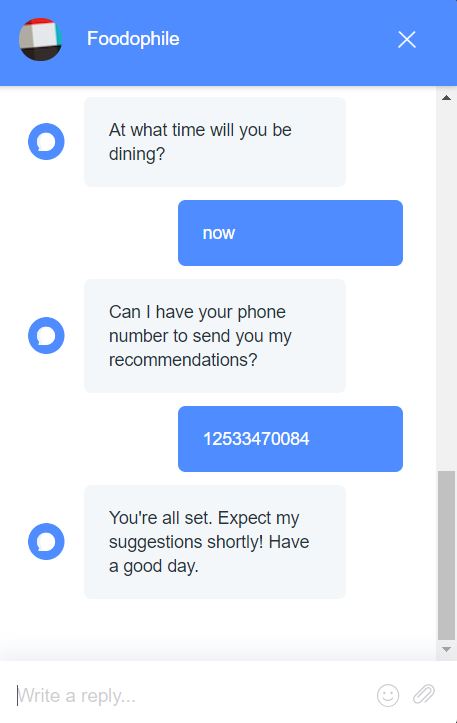 Foodophile
At what time will you be
dining?
now
Can I have your phone
number to send you my
recommendations?
12533470084
You're all set. Expect my
suggestions shortly! Have
a good day.
Write a reply...